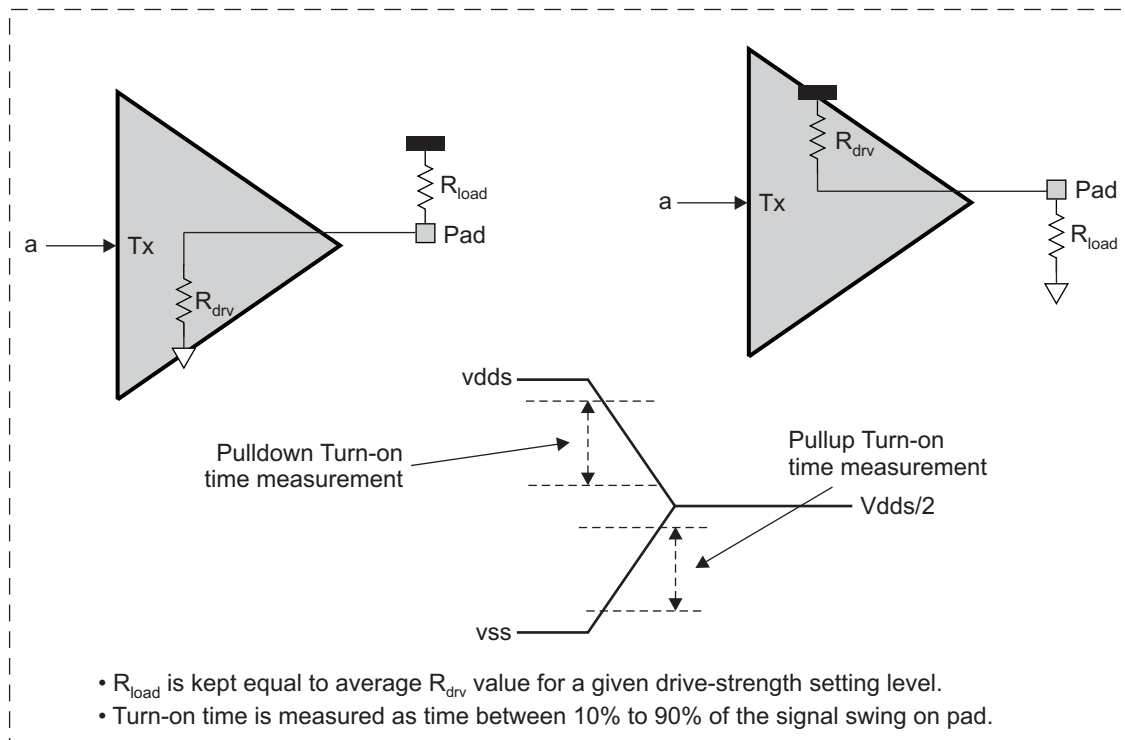 R_load
Pad
a
Tx
R_drv
R_drv
a
Tx
Pad
R_load
vdds
Pulldown Turn-on
time measurement
Pullup Turn-on
time measurement
Vdds/2
vss
• R_load is kept equal to average R_drv value for a given drive-strength setting level.
• Turn-on time is measured as time between 10% to 90% of the signal swing on pad.